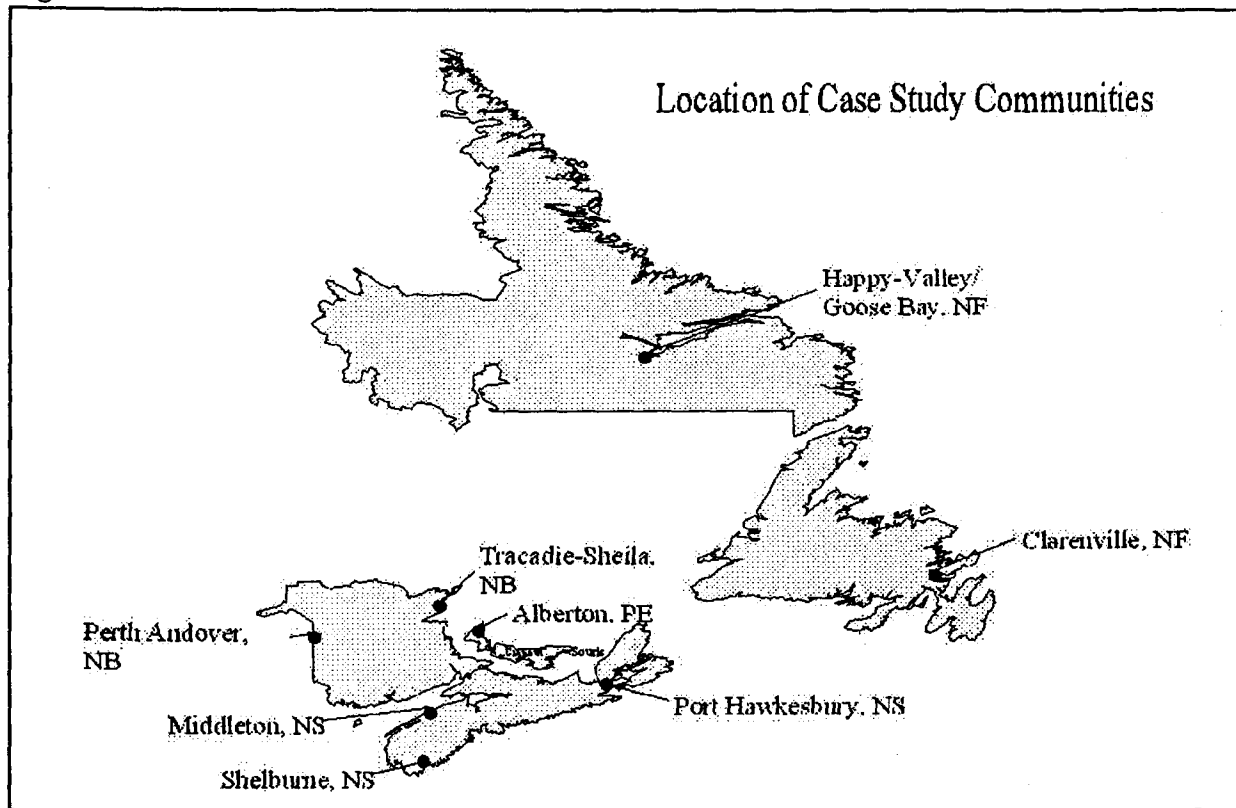 Location of Case Study Communities
Happy-Valley/
Goose Bay, NF
Clarenville, NF
Tracadie-Sheila,
NB
Alberton, PE
Perth Andover,
NB
Port Hawkesbury, NS
Middleton, NS
Shelburne, NS